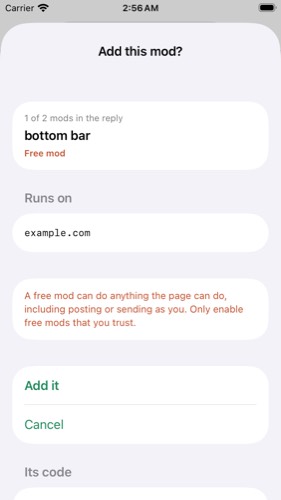 Carrier
2:56 AM
Add this mod?
1 of 2 mods in the reply
bottom bar
Free mod
Runs on
example.com
A free mod can do anything the page can do,
including posting or sending as you. Only enable
free mods that you trust.
Add it
Cancel
Its code